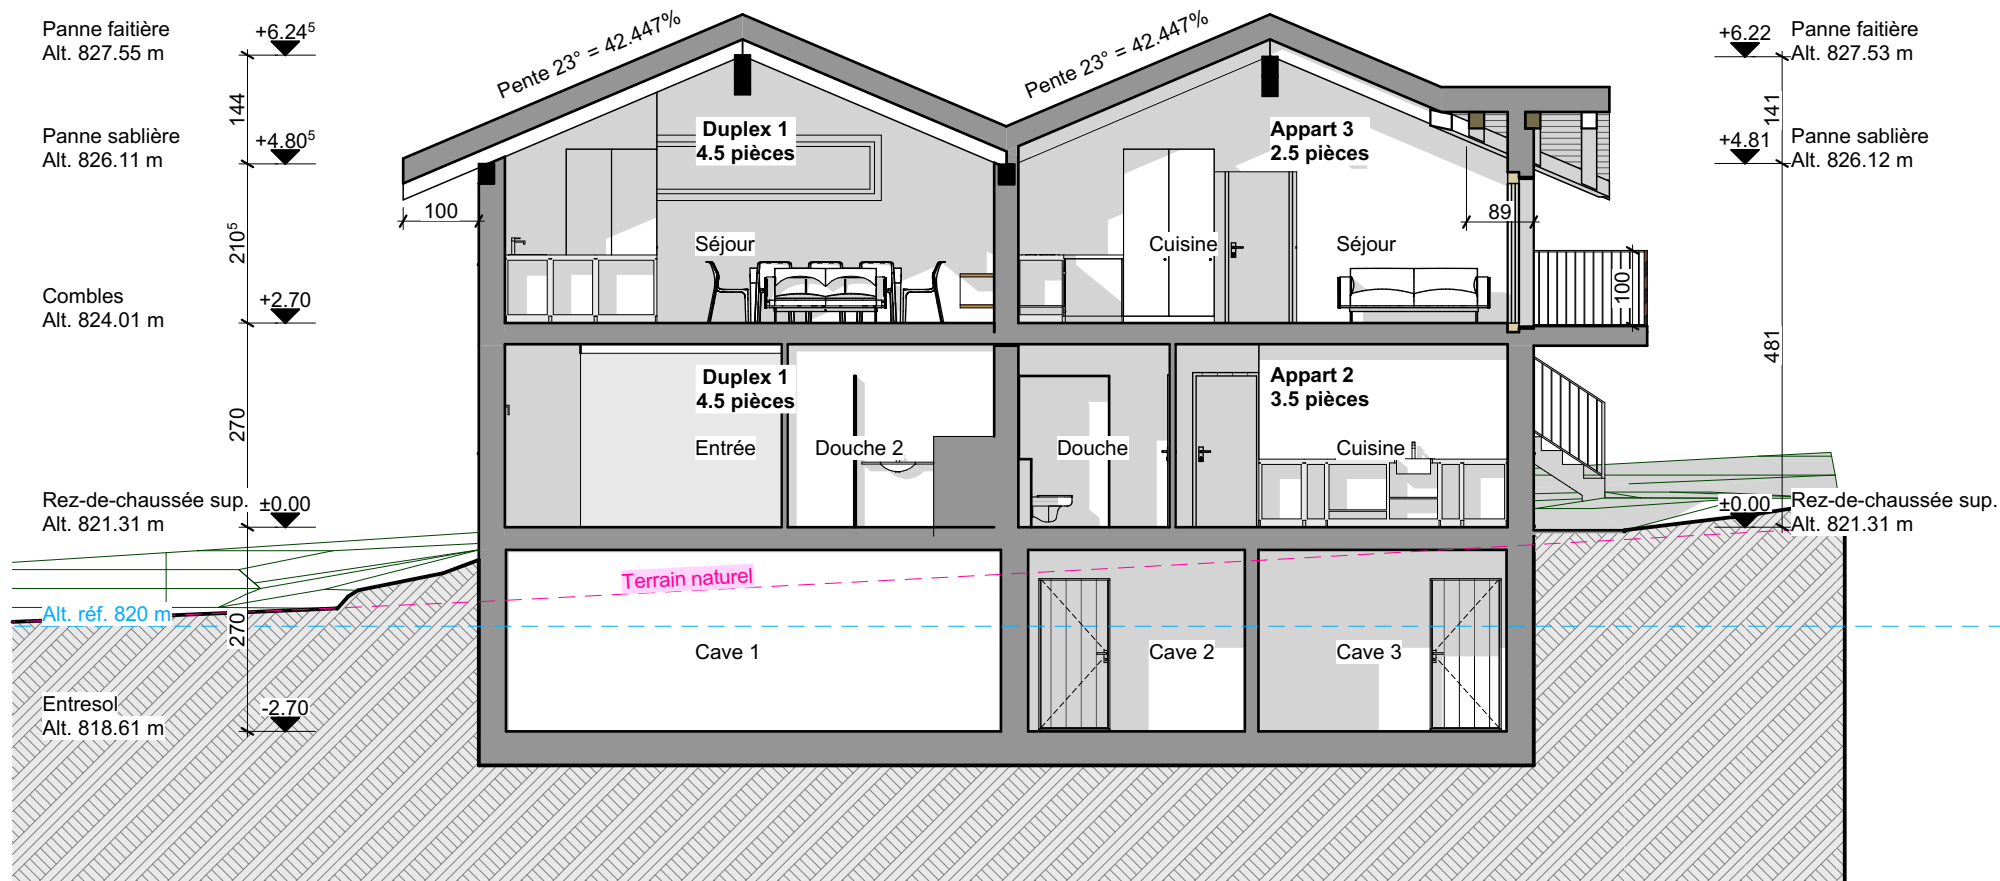 Panne faitière
Alt. 827.55 m
+6.24⁵
Pente 23° = 42.447%
Pente 23° = 42.447%
+6.22
Panne faitière
Alt. 827.53 m
144
141
Panne sablière
Alt. 826.11 m
+4.80⁵
Duplex 1
4.5 pièces
Appart 3
2.5 pièces
+4.81
Panne sablière
Alt. 826.12 m
100
89
210⁵
Séjour
Cuisine
Séjour
Combles
Alt. 824.01 m
+2.70
100
481
Duplex 1
4.5 pièces
Appart 2
3.5 pièces
270
Entrée
Douche 2
Douche
Cuisine
Rez-de-chaussée sup.
Alt. 821.31 m
±0.00
±0.00
Rez-de-chaussée sup.
Alt. 821.31 m
Terrain naturel
Alt. réf. 820 m
270
Cave 1
Cave 2
Cave 3
Entresol
Alt. 818.61 m
-2.70